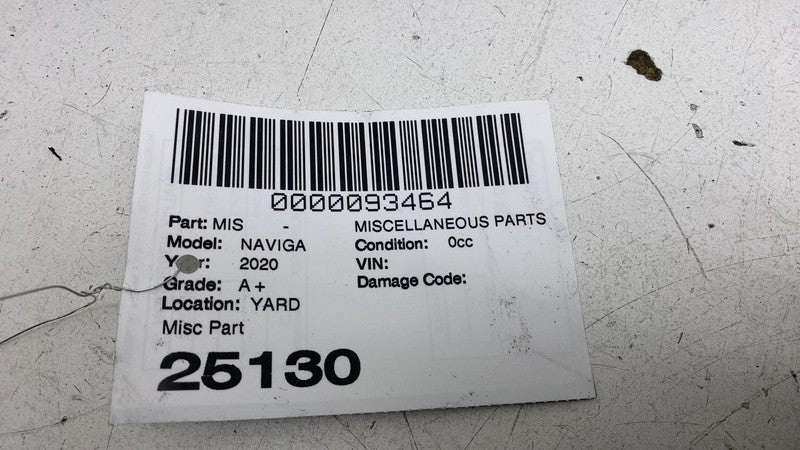 0000093464
Part: MIS - MISCELLANEOUS PARTS
Model: NAVIGA Condition: 0cc
Year: 2020 VIN:
Grade: A+ Damage Code:
Location: YARD
Misc Part
25130